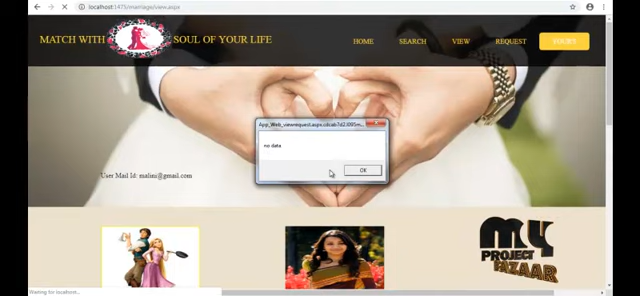 localhost:1475/marriage/view.aspx
MATCH WITH SOUL OF YOUR LIFE
HOME SEARCH VIEW REQUEST
no data
OK
User Mail Id: malini@gmail.com
MY
PROJECT
BAZAAR
Waiting for localhost...